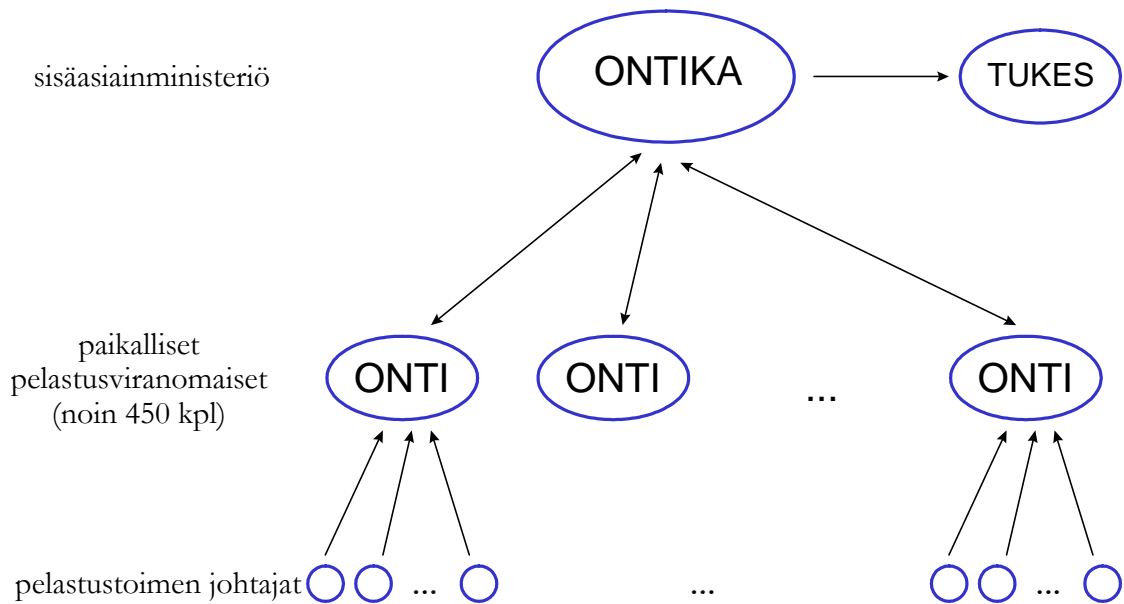 sisäasiainministeriö
ONTIKA
TUKES
paikalliset
pelastusviranomaiset
(noin 450 kpl)
ONTI
ONTI
...
ONTI
pelastustoimen johtajat
...
...
...